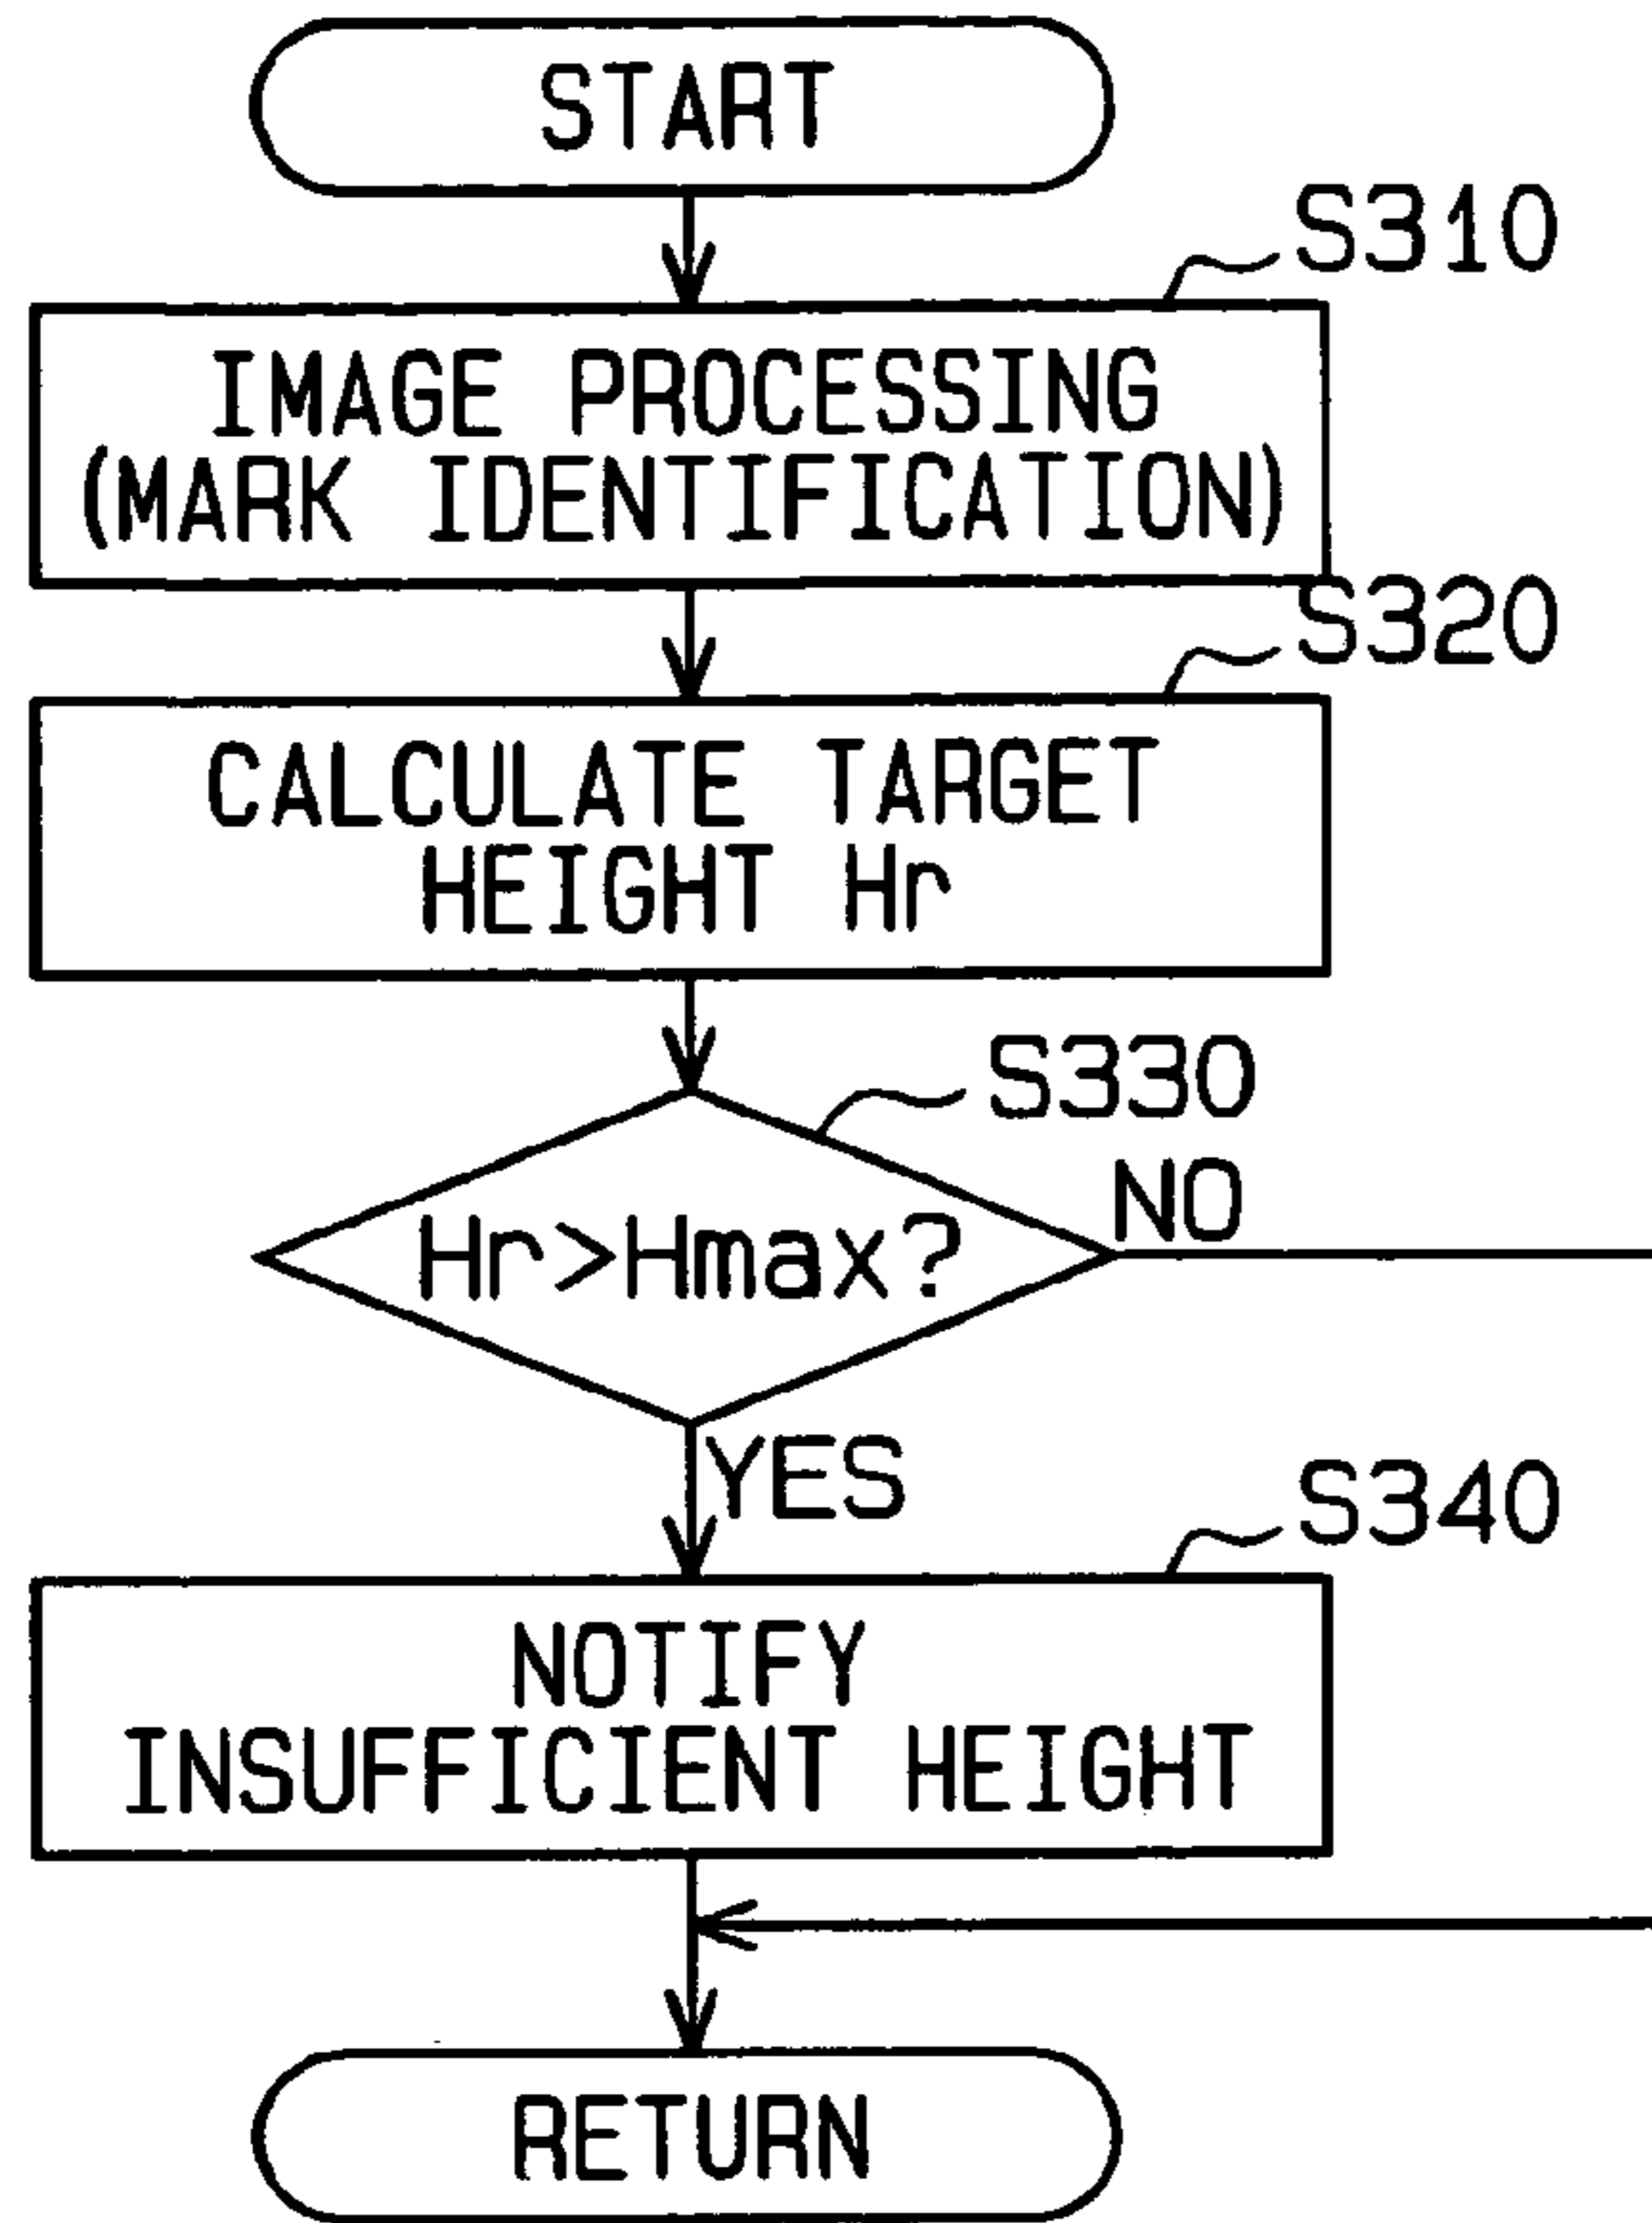 START
S310
IMAGE PROCESSING
(MARK IDENTIFICATION)
S320
CALCULATE TARGET
HEIGHT Hr
S330
NO
Hr>Hmax?
YES
S340
NOTIFY
INSUFFICIENT HEIGHT
RETURN